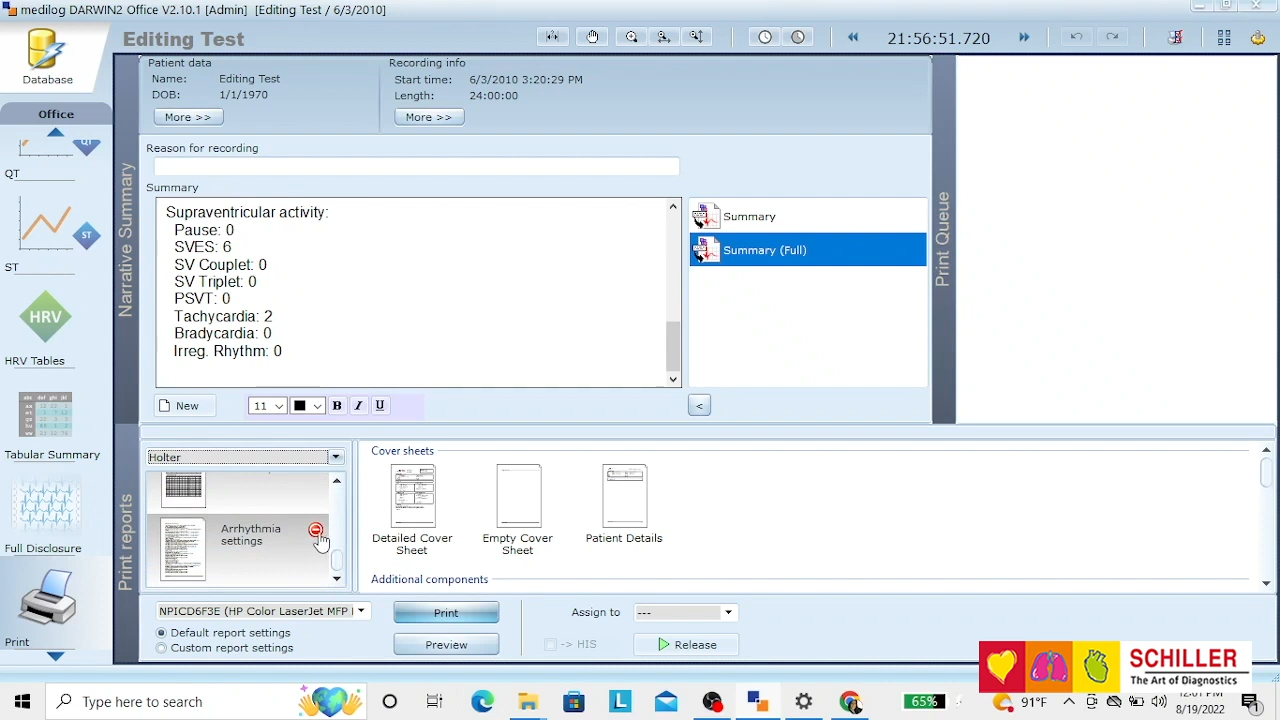 medilog DARWIN2 Office V2.10.1 [Admin] [Editing Test / 6/3/2010]
Editing Test
21:56:51.720
Database
Office
QT
QT
ST
ST
HRV
HRV Tables
Tabular Summary
Full Disclosure
Print
Narrative Summary
Patient data
Name: Editing Test
DOB: 1/1/1970
More >>
Recording info
Start time: 6/3/2010 3:20:29 PM
Length: 24:00:00
More >>
Reason for recording
Summary
Supraventricular activity:
Pause: 0
SVES: 6
SV Couplet: 0
SV Triplet: 0
PSVT: 0
Tachycardia: 2
Bradycardia: 0
Irreg. Rhythm: 0
New
11
B I U
Summary
Summary (Full)
<
Print Queue
Print reports
Holter
Arrhythmia
settings
Cover sheets
Detailed Cover
Sheet
Empty Cover
Sheet
Patient Details
Additional components
NPICD6F3E (HP Color LaserJet MFP
Default report settings
Custom report settings
Print
Preview
Assign to ---
-> HIS
Release
SCHILLER
The Art of Diagnostics
Type here to search
65%
91°F
12:01 PM
8/19/2022